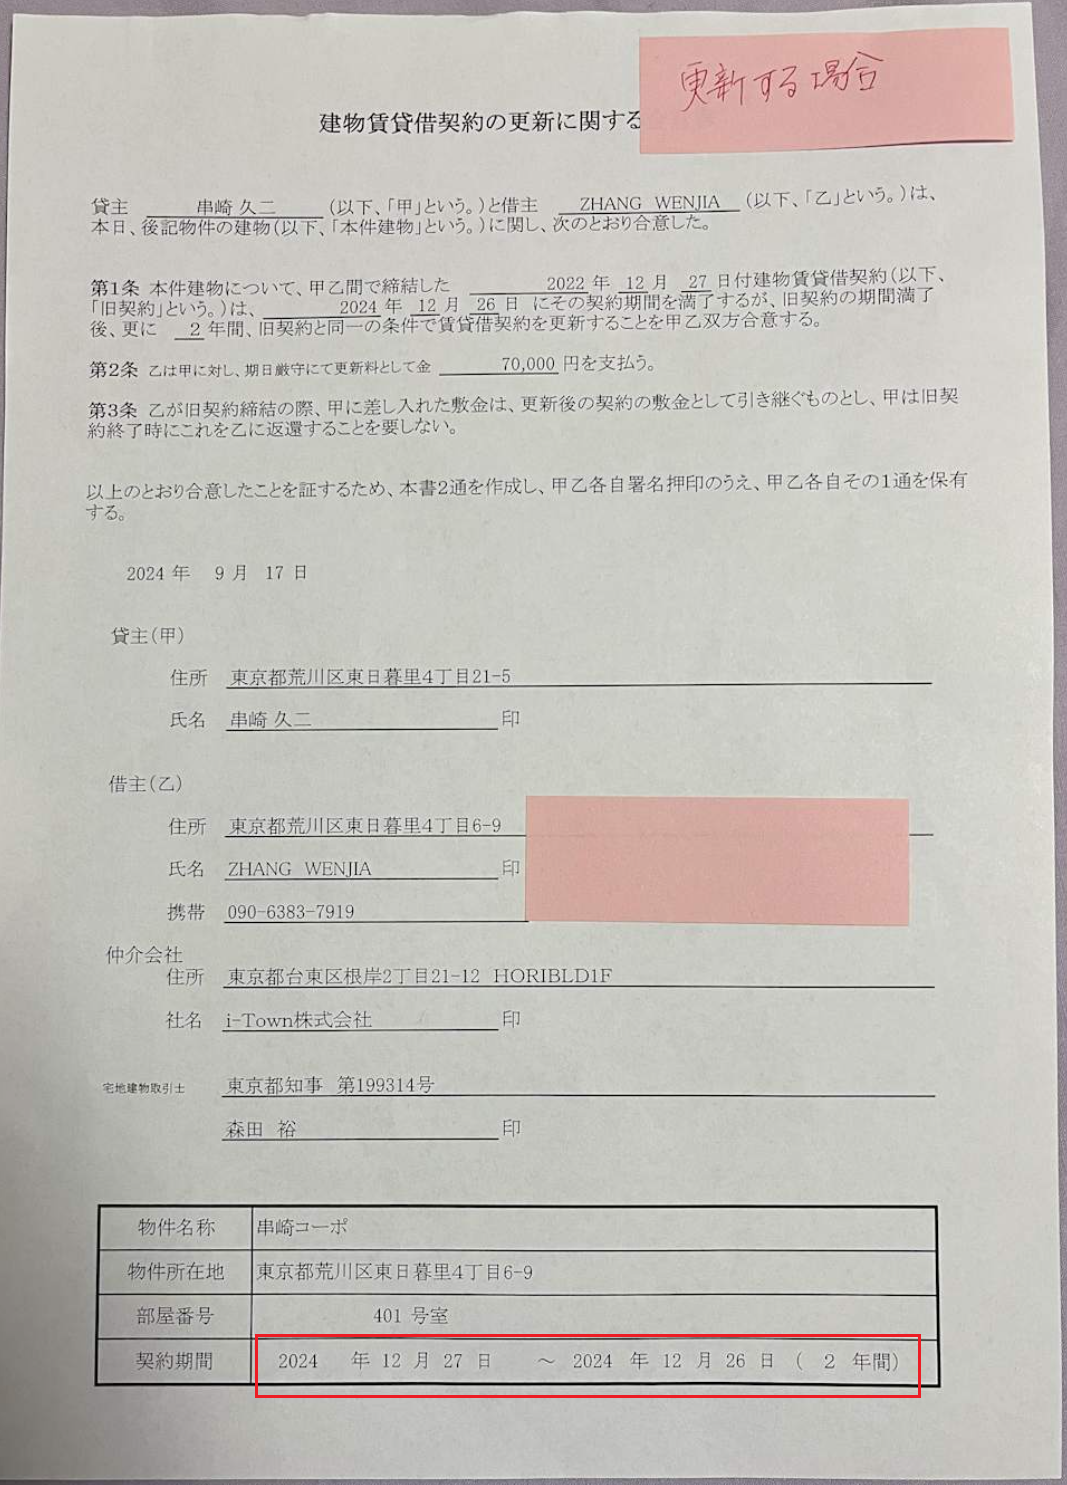 更新する場合
建物賃貸借契約の更新に関する
貸主 串崎 久二 (以下、「甲」という。)と借主 ZHANG WENJIA (以下、「乙」という。)は、
本日、後記物件の建物(以下、「本件建物」という。)に関し、次のとおり合意した。
第1条 本件建物について、甲乙間で締結した 2022 年 12 月 27 日付建物賃貸借契約(以下、
「旧契約」という。)は、 2024 年 12 月 26 日 にその契約期間を満了するが、旧契約の期間満了
後、更に 2 年間、旧契約と同一の条件で賃貸借契約を更新することを甲乙双方合意する。
第2条 乙は甲に対し、期日厳守にて更新料として金 70,000 円を支払う。
第3条 乙が旧契約締結の際、甲に差し入れた敷金は、更新後の契約の敷金として引き継ぐものとし、甲は旧契
約終了時にこれを乙に返還することを要しない。
以上のとおり合意したことを証するため、本書2通を作成し、甲乙各自署名押印のうえ、甲乙各自その1通を保有
する。
2024 年 9 月 17 日
貸主(甲)
住所 東京都荒川区東日暮里4丁目21-5
氏名 串崎 久二 印
借主(乙)
住所 東京都荒川区東日暮里4丁目6-9
氏名 ZHANG WENJIA 印
携帯 090-6383-7919
仲介会社
住所 東京都台東区根岸2丁目21-12 HORIBLD1F
社名 i-Town株式会社 印
宅地建物取引士 東京都知事 第199314号
森田 裕 印
物件名称 串崎コーポ
物件所在地 東京都荒川区東日暮里4丁目6-9
部屋番号 401 号室
契約期間 2024 年 12 月 27 日 ～ 2024 年 12 月 26 日 ( 2 年間)